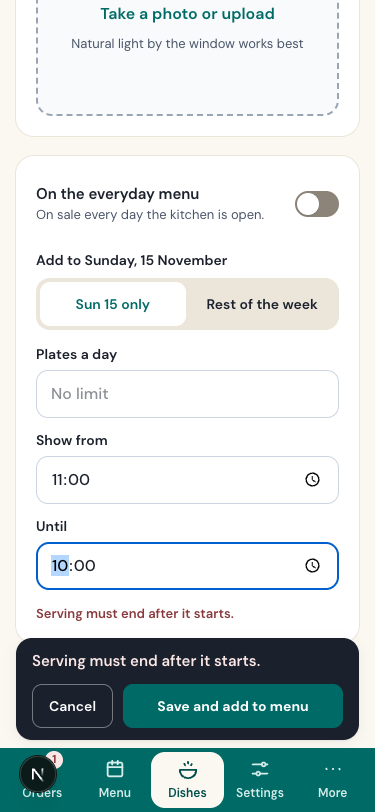 Take a photo or upload
Natural light by the window works best
On the everyday menu
On sale every day the kitchen is open.
Add to Sunday, 15 November
Sun 15 only
Rest of the week
Plates a day
No limit
Show from
11:00
Until
10:00
Serving must end after it starts.
Serving must end after it starts.
Cancel
Save and add to menu
N
1
Orders
Menu
Dishes
Settings
More